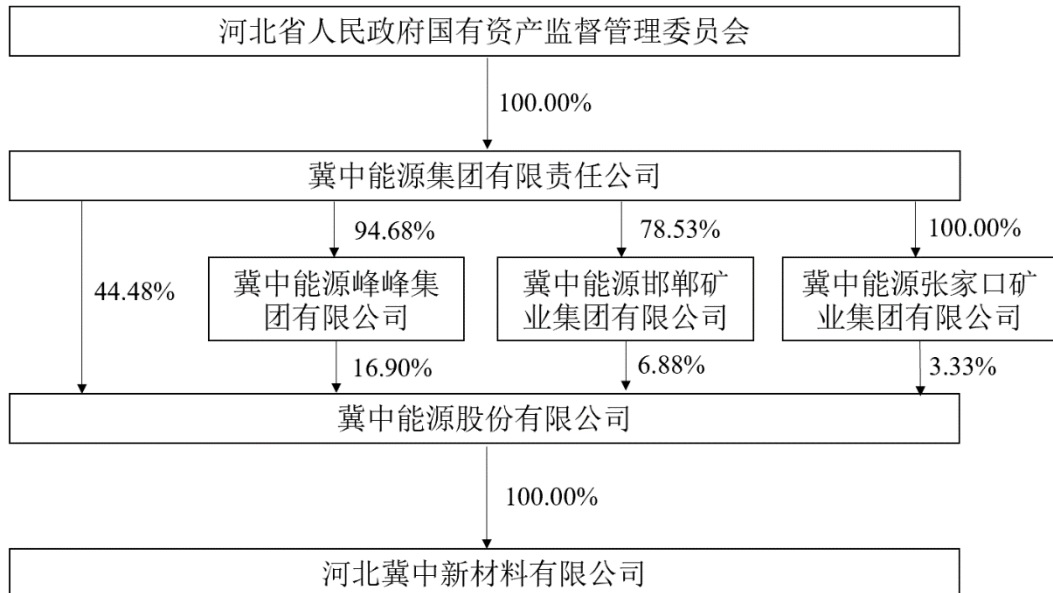 河北省人民政府国有资产监督管理委员会
100.00%
冀中能源集团有限责任公司
94.68%
78.53%
100.00%
44.48%
冀中能源峰峰集
团有限公司
冀中能源邯郸矿
业集团有限公司
冀中能源张家口矿
业集团有限公司
16.90%
6.88%
3.33%
冀中能源股份有限公司
100.00%
河北冀中新材料有限公司